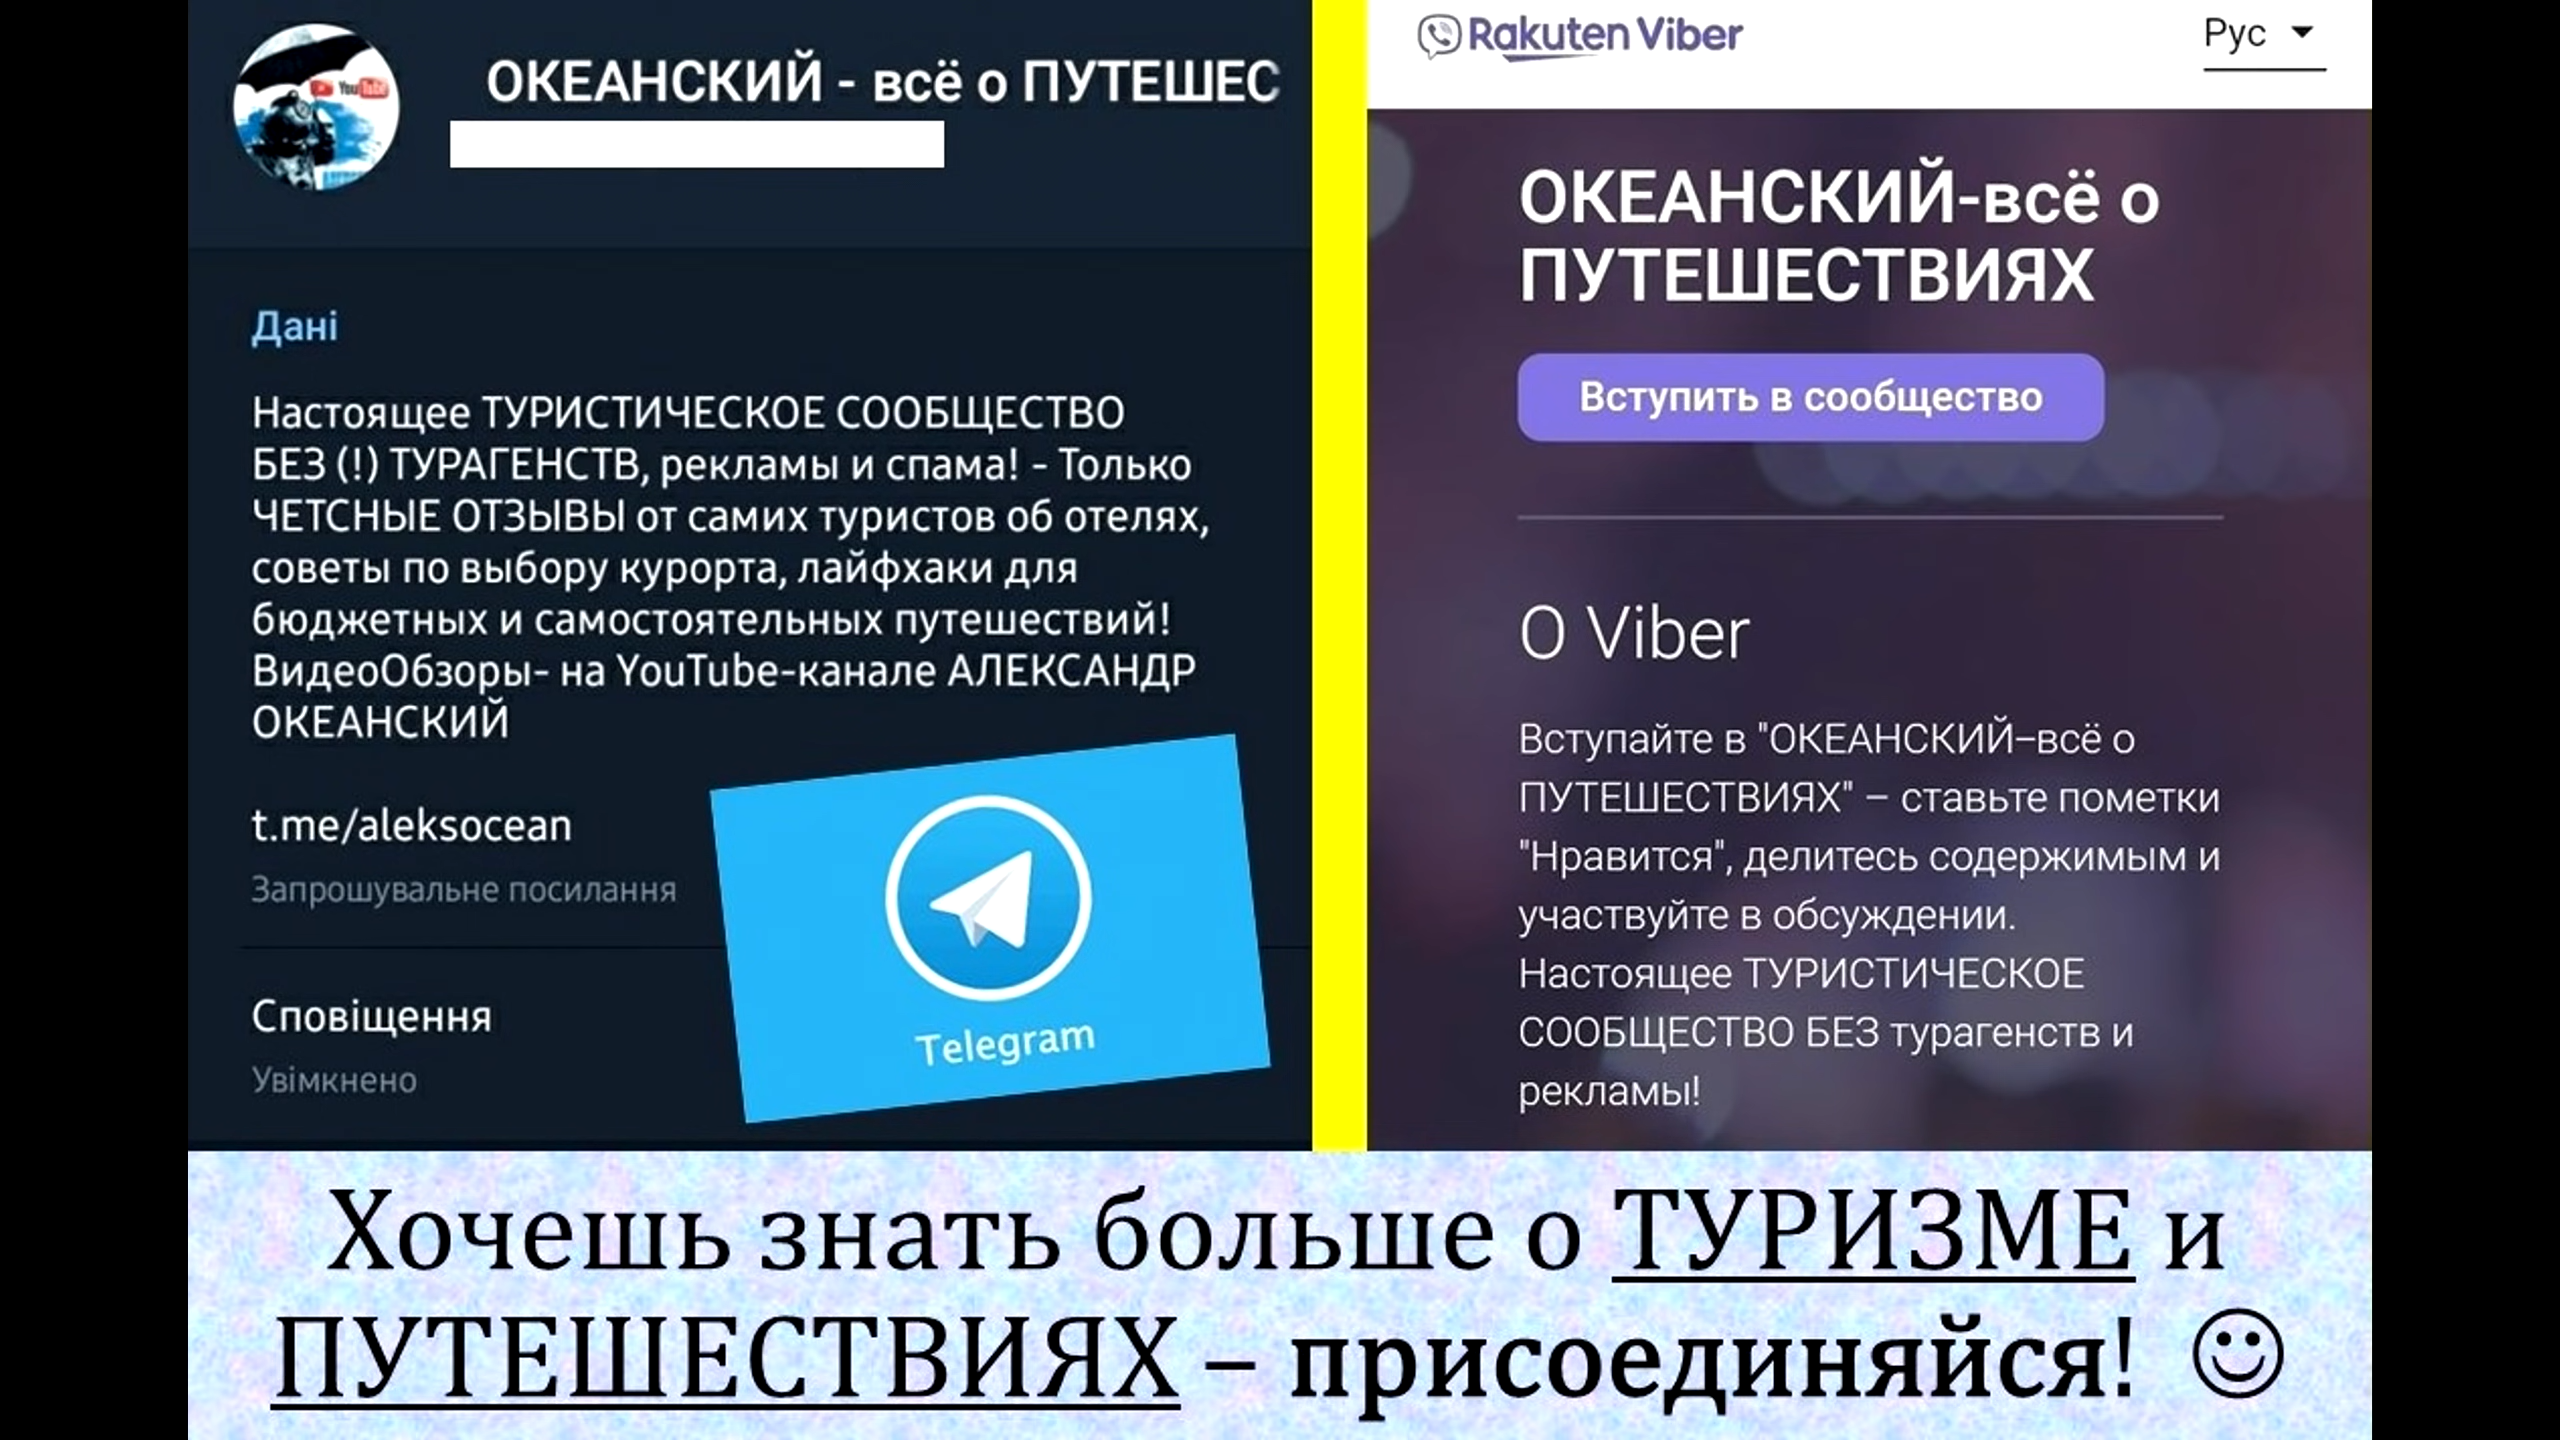 YouTube
ОКЕАНСКИЙ - всё о ПУТЕШЕС
Дані
Настоящее ТУРИСТИЧЕСКОЕ СООБЩЕСТВО
БЕЗ (!) ТУРАГЕНСТВ, рекламы и спама! - Только
ЧЕТСНЫЕ ОТЗЫВЫ от самих туристов об отелях,
советы по выбору курорта, лайфхаки для
бюджетных и самостоятельных путешествий!
ВидеоОбзоры- на YouTube-канале АЛЕКСАНДР
ОКЕАНСКИЙ
t.me/aleksocean
Запрошувальне посилання
Сповіщення
Увімкнено
Telegram
Rakuten Viber
Рус
ОКЕАНСКИЙ-всё о
ПУТЕШЕСТВИЯХ
Вступить в сообщество
О Viber
Вступайте в "ОКЕАНСКИЙ–всё о
ПУТЕШЕСТВИЯХ" – ставьте пометки
"Нравится", делитесь содержимым и
участвуйте в обсуждении.
Настоящее ТУРИСТИЧЕСКОЕ
СООБЩЕСТВО БЕЗ турагенств и
рекламы!
Хочешь знать больше о ТУРИЗМЕ и
ПУТЕШЕСТВИЯХ – присоединяйся! ☺